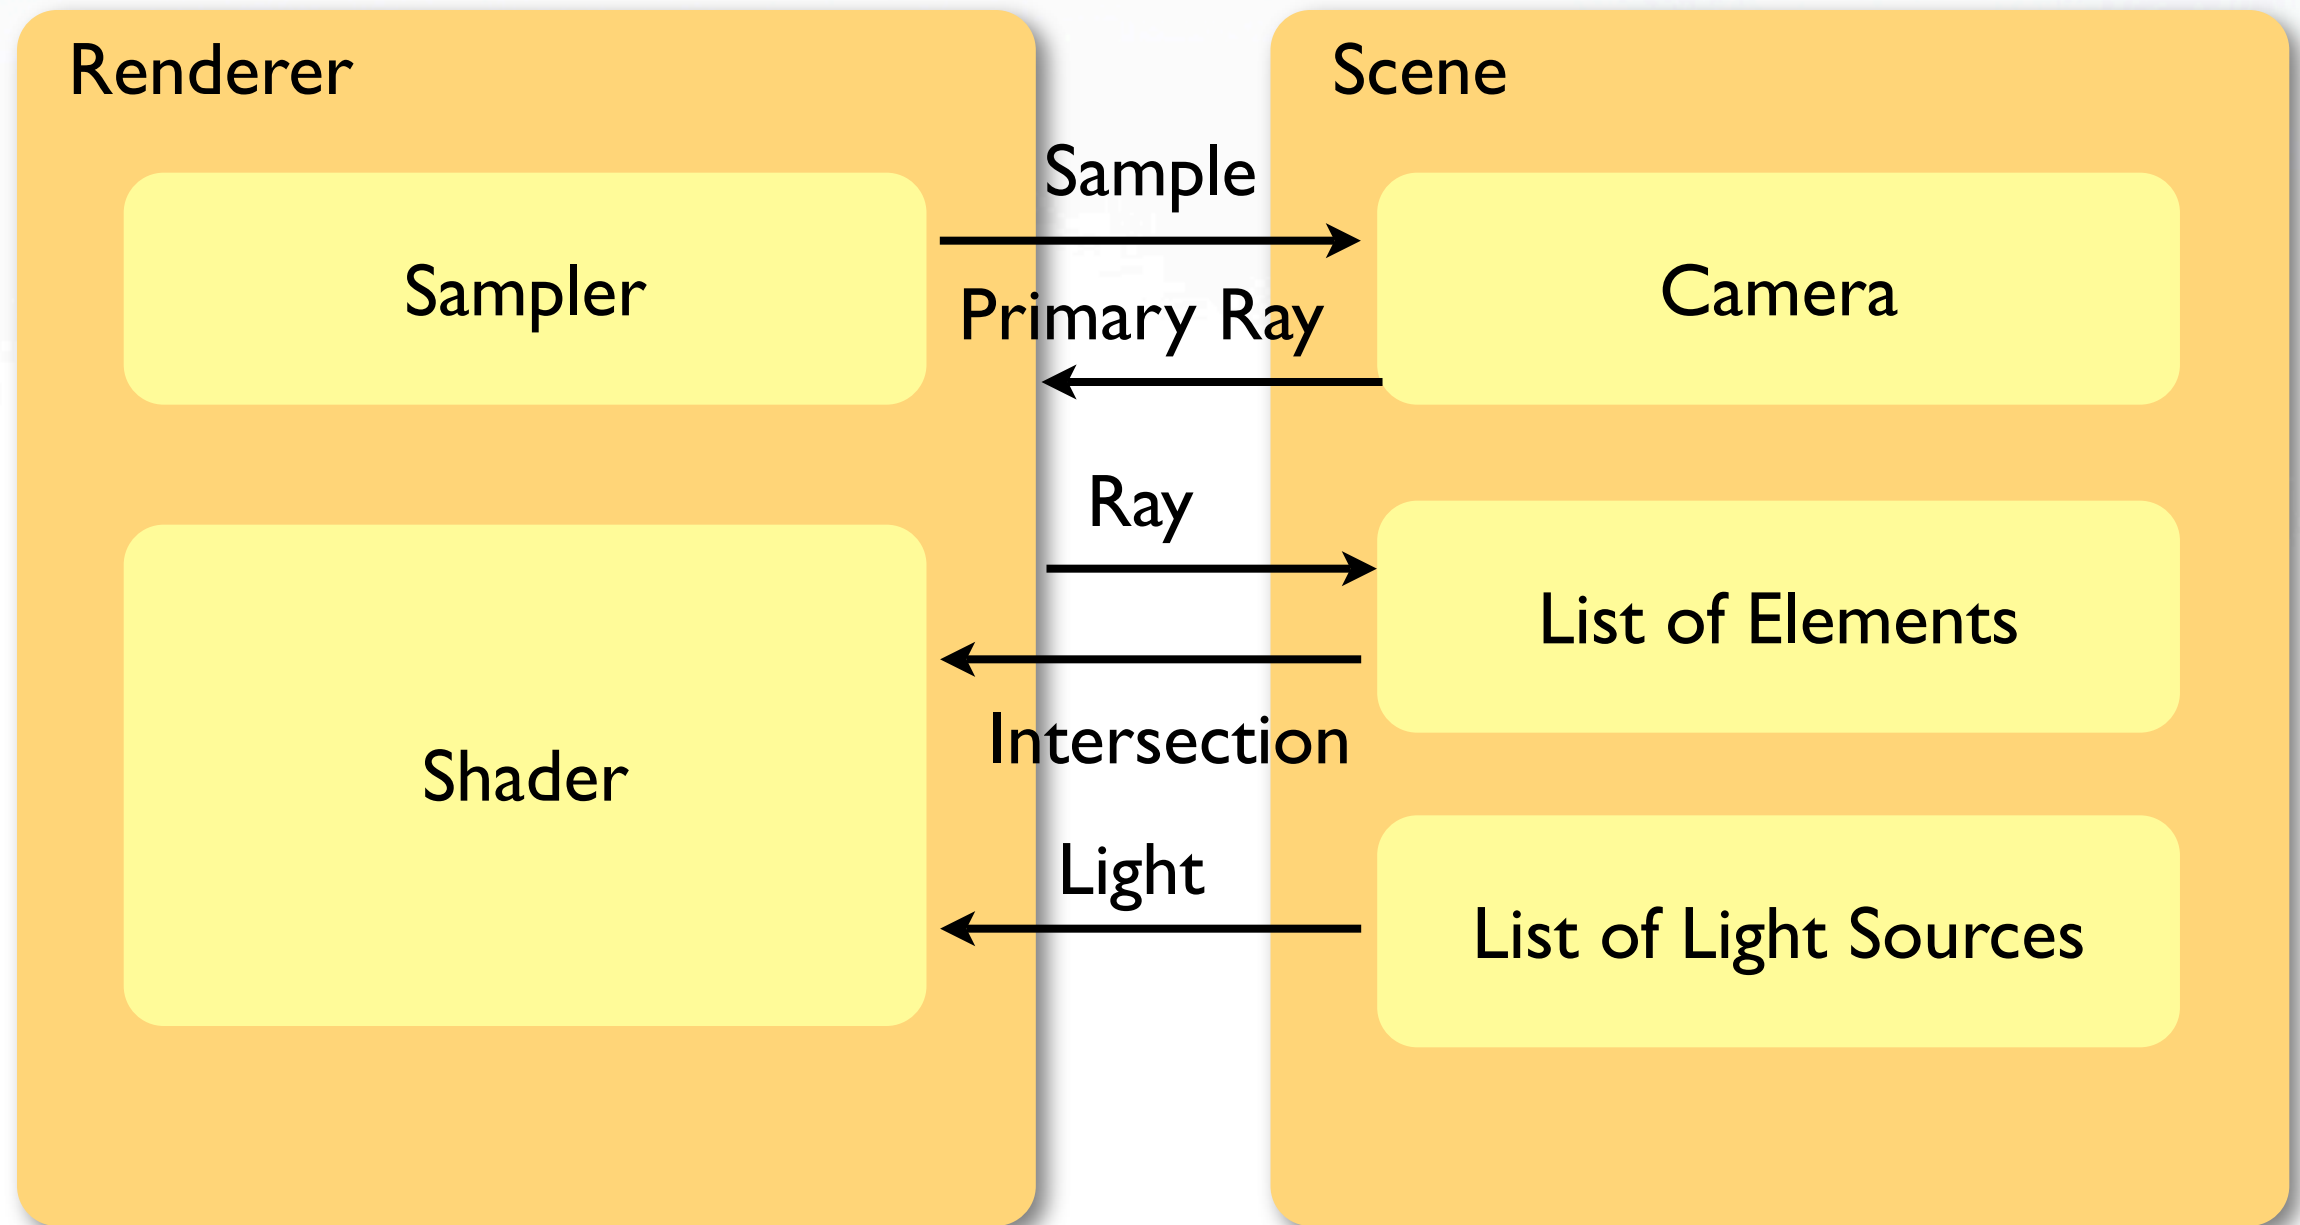 Renderer
Scene
Sample
Sampler
Camera
Primary Ray
Ray
List of Elements
Intersection
Shader
Light
List of Light Sources